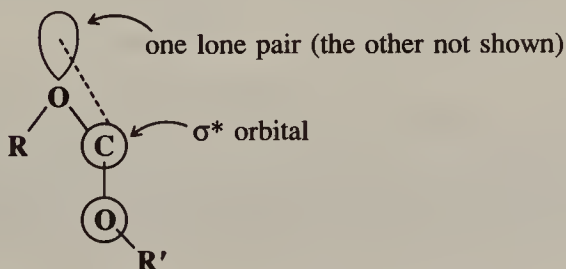 one lone pair (the other not shown)
O
R
C
σ* orbital
O
R′